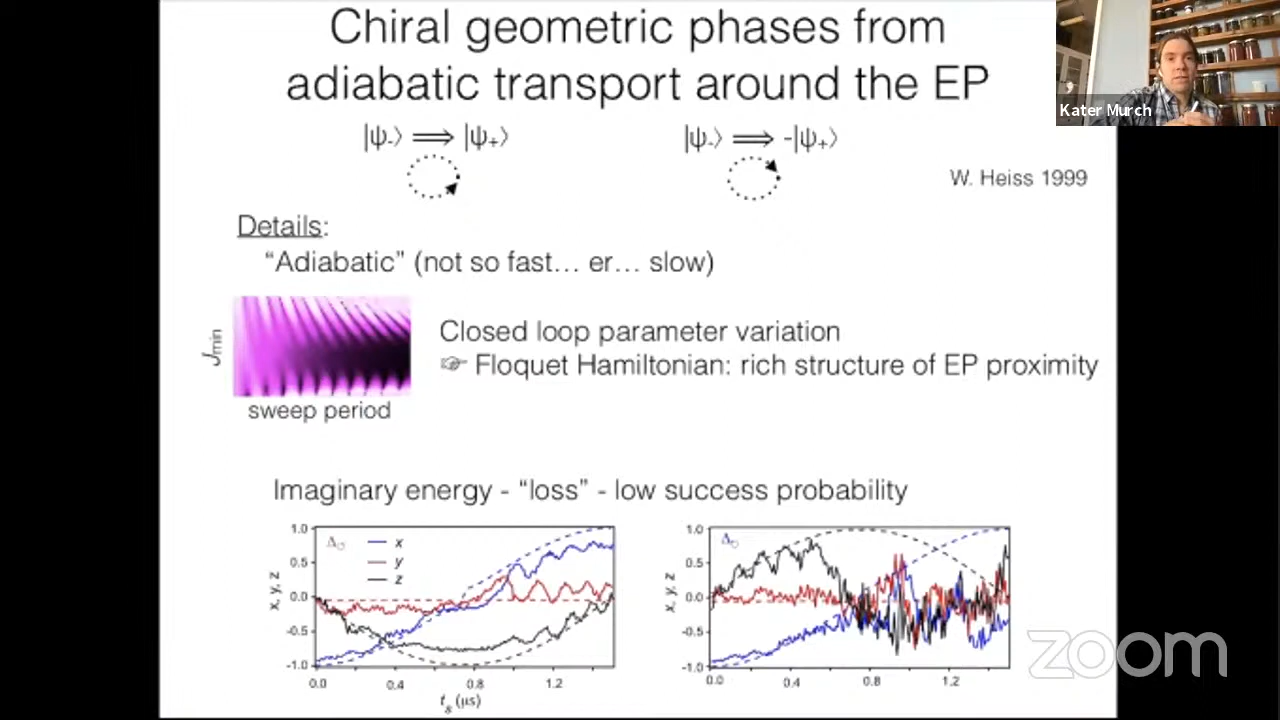 Chiral geometric phases from
adiabatic transport around the EP
Kater Murch
|ψ-⟩ ⟹ |ψ+⟩
|ψ-⟩ ⟹ -|ψ+⟩
W. Heiss 1999
Details:
“Adiabatic” (not so fast... er... slow)
Jmin
sweep period
Closed loop parameter variation
☞ Floquet Hamiltonian: rich structure of EP proximity
Imaginary energy - “loss” - low success probability
x, y, z
1.0
0.5
0.0
-0.5
-1.0
Δ↺
x
y
z
0.0
0.4
0.8
1.2
ts (μs)
x, y, z
1.0
0.5
0.0
-0.5
-1.0
Δ↻
0.0
0.4
0.8
1.2
zoom